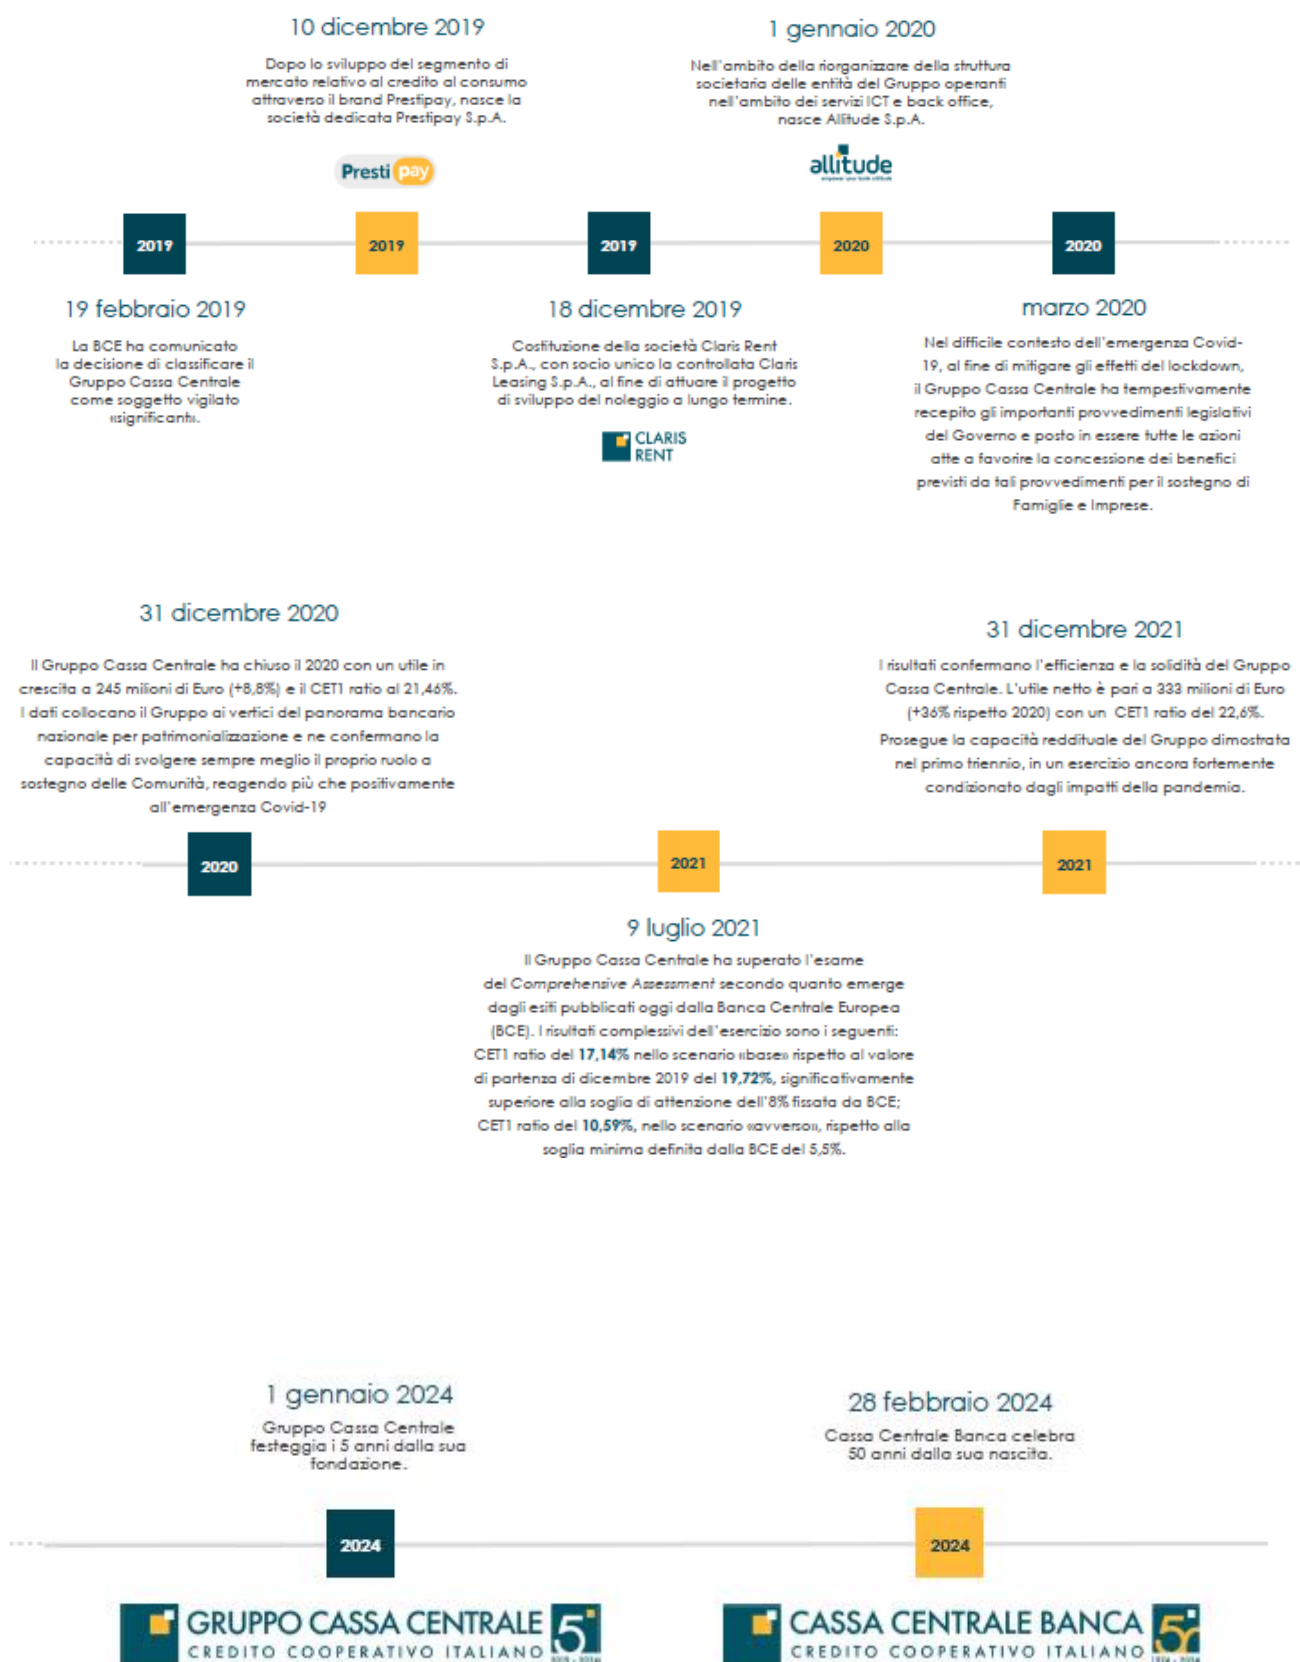 10 dicembre 2019
Dopo lo sviluppo del segmento di
mercato relativo al credito al consumo
attraverso il brand Prestipay, nasce la
società dedicata Prestipay S.p.A.
Presti pay
1 gennaio 2020
Nell'ambito della riorganizzare della struttura
societaria delle entità del Gruppo operanti
nell'ambito dei servizi ICT e back office,
nasce Allitude S.p.A.
allitude
2019
2019
2019
2020
2020
19 febbraio 2019
La BCE ha comunicato
la decisione di classificare il
Gruppo Cassa Centrale
come soggetto vigilato
«significant».
18 dicembre 2019
Costituzione della società Claris Rent
S.p.A., con socio unico la controllata Claris
Leasing S.p.A., al fine di attuare il progetto
di sviluppo del noleggio a lungo termine.
CLARIS
RENT
marzo 2020
Nel difficile contesto dell'emergenza Covid-
19, al fine di mitigare gli effetti del lockdown,
il Gruppo Cassa Centrale ha tempestivamente
recepito gli importanti provvedimenti legislativi
del Governo e posto in essere tutte le azioni
atte a favorire la concessione dei benefici
previsti da tali provvedimenti per il sostegno di
Famiglie e Imprese.
31 dicembre 2020
Il Gruppo Cassa Centrale ha chiuso il 2020 con un utile in
crescita a 245 milioni di Euro (+8,8%) e il CET1 ratio al 21,46%.
I dati collocano il Gruppo ai vertici del panorama bancario
nazionale per patrimonializzazione e ne confermano la
capacità di svolgere sempre meglio il proprio ruolo a
sostegno delle Comunità, reagendo più che positivamente
all'emergenza Covid-19
31 dicembre 2021
I risultati confermano l'efficienza e la solidità del Gruppo
Cassa Centrale. L'utile netto è pari a 333 milioni di Euro
(+36% rispetto 2020) con un CET1 ratio del 22,6%.
Prosegue la capacità reddituale del Gruppo dimostrata
nel primo triennio, in un esercizio ancora fortemente
condizionato dagli impatti della pandemia.
2020
2021
2021
9 luglio 2021
Il Gruppo Cassa Centrale ha superato l'esame
del Comprehensive Assessment secondo quanto emerge
dagli esiti pubblicati oggi dalla Banca Centrale Europea
(BCE). I risultati complessivi dell'esercizio sono i seguenti:
CET1 ratio del 17,14% nello scenario «base» rispetto al valore
di partenza di dicembre 2019 del 19,72%, significativamente
superiore alla soglia di attenzione dell'8% fissata da BCE;
CET1 ratio del 10,59%, nello scenario «avverso», rispetto alla
soglia minima definita dalla BCE del 5,5%.
1 gennaio 2024
Gruppo Cassa Centrale
festeggia i 5 anni dalla sua
fondazione.
28 febbraio 2024
Cassa Centrale Banca celebra
50 anni dalla sua nascita.
2024
2024
GRUPPO CASSA CENTRALE 5
CREDITO COOPERATIVO ITALIANO
CASSA CENTRALE BANCA 50
CREDITO COOPERATIVO ITALIANO